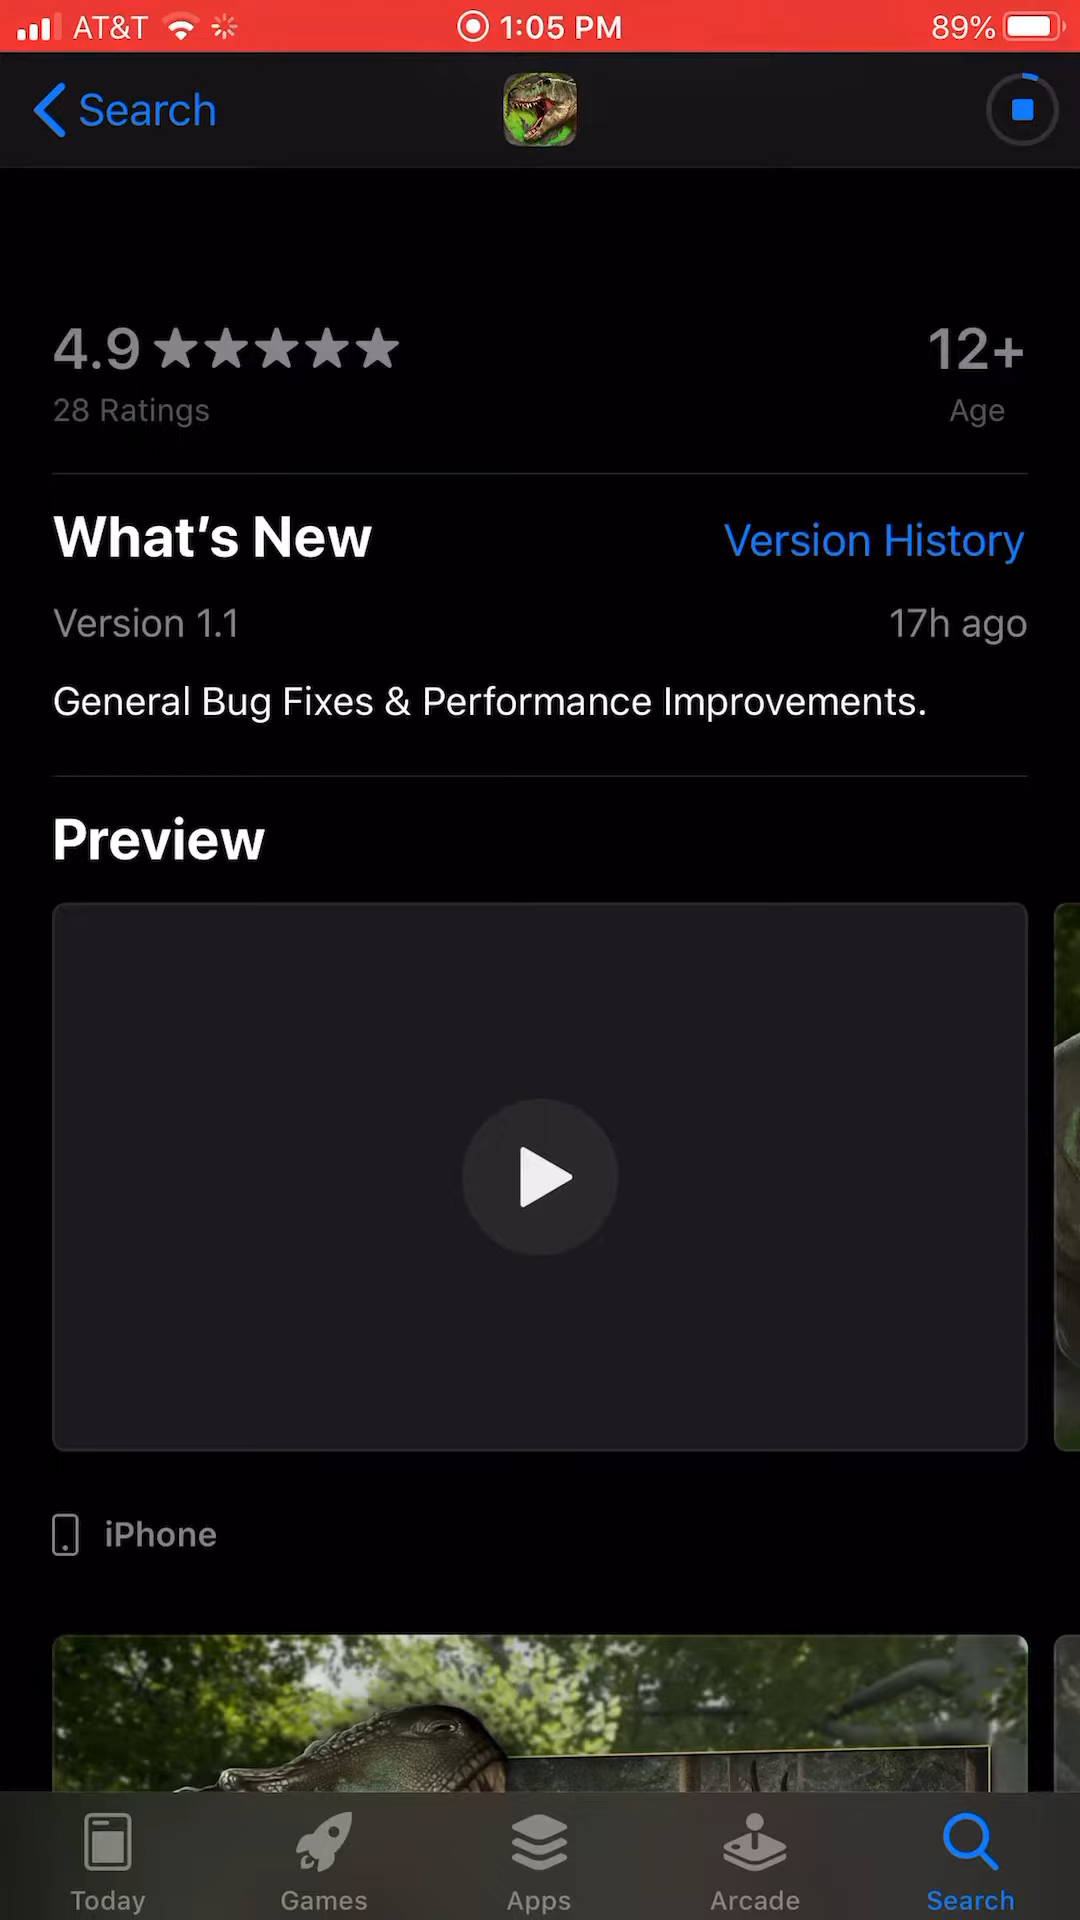 AT&T 1:05 PM 89%
Search
4.9 ★★★★★ 12+
28 Ratings Age
What's New Version History
Version 1.1 17h ago
General Bug Fixes & Performance Improvements.
Preview
iPhone
Today Games Apps Arcade Search